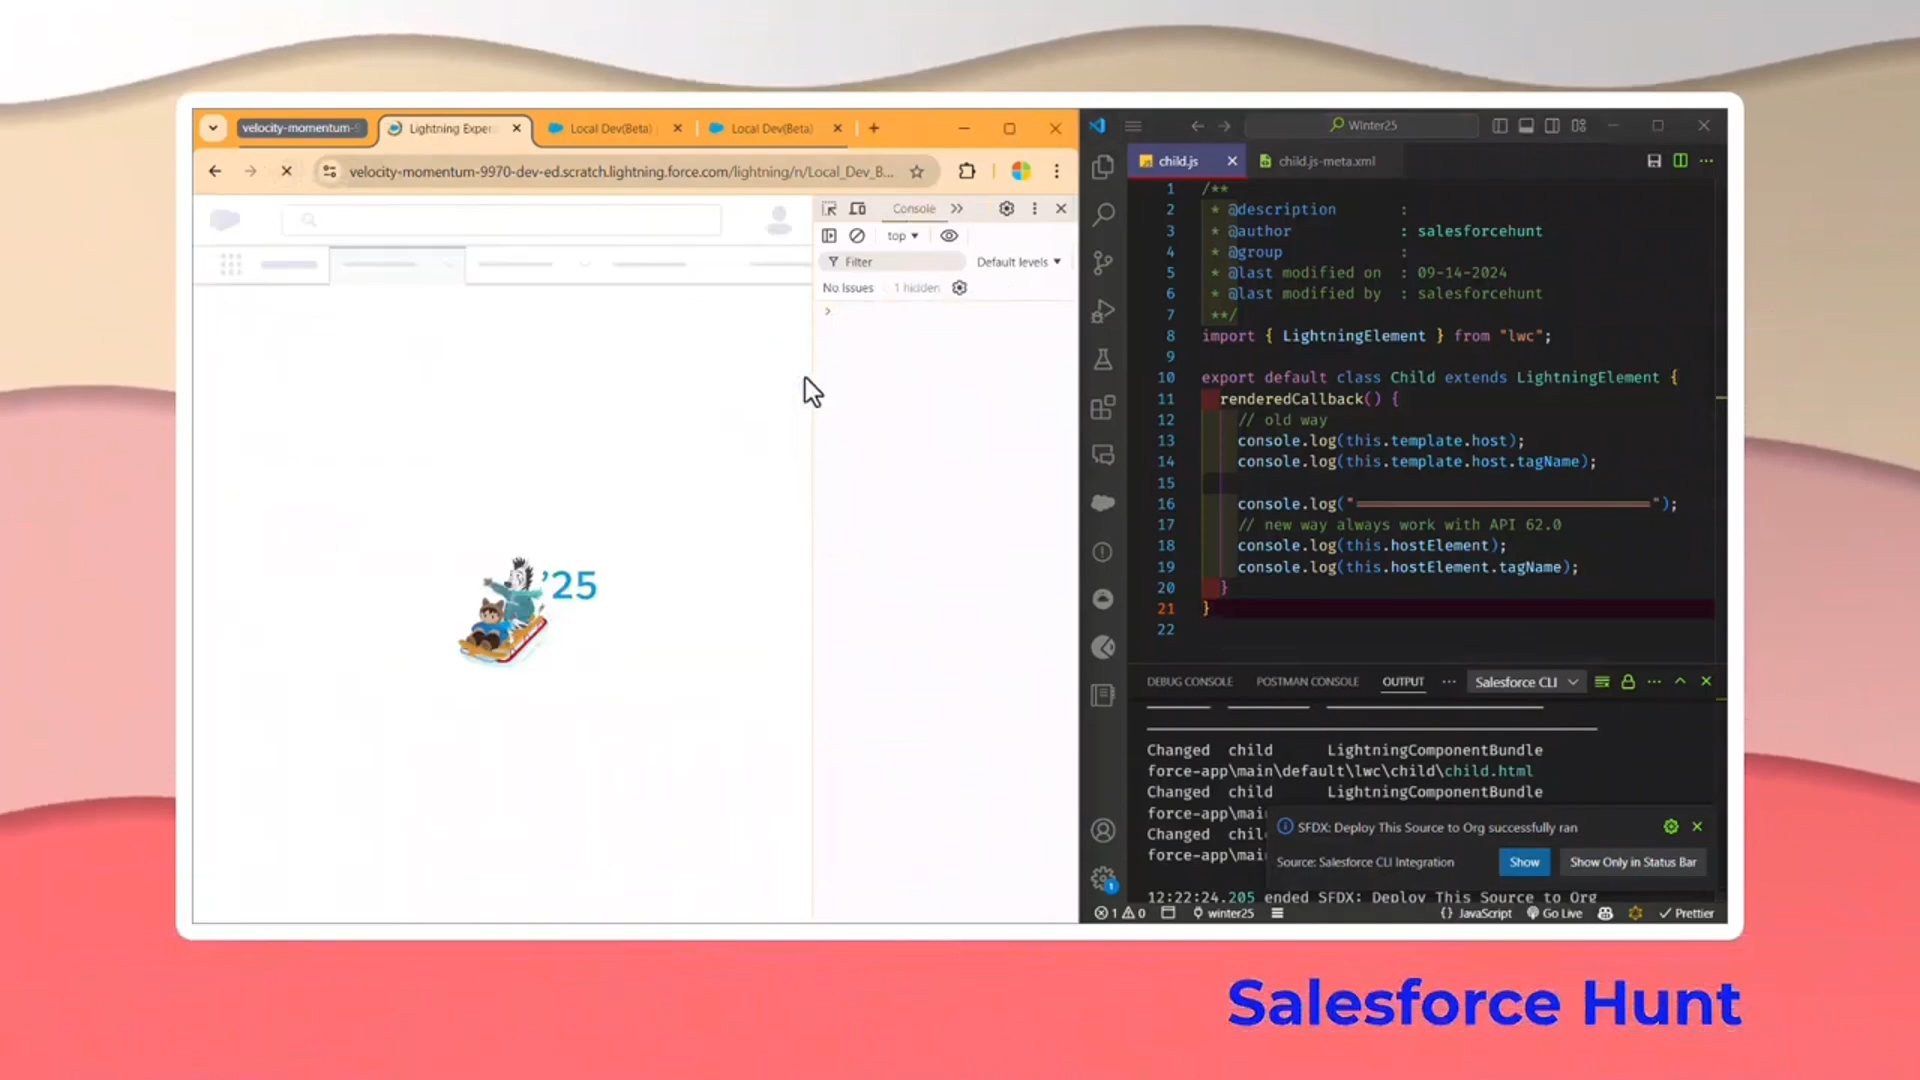 velocity-momentum-9
Lightning Exper
Local Dev(Beta)
Local Dev(Beta)
velocity-momentum-9970-dev-ed.scratch.lightning.force.com/lightning/n/Local_Dev_B...
Console
top
Filter
Default levels
No Issues
1 hidden
'25
Winter25
child.js
child.js-meta.xml
1 /**
2 * @description :
3 * @author : salesforcehunt
4 * @group :
5 * @last modified on : 09-14-2024
6 * @last modified by : salesforcehunt
7 **/
8 import { LightningElement } from "lwc";
9
10 export default class Child extends LightningElement {
11 renderedCallback() {
12 // old way
13 console.log(this.template.host);
14 console.log(this.template.host.tagName);
15
16 console.log("================================");
17 // new way always work with API 62.0
18 console.log(this.hostElement);
19 console.log(this.hostElement.tagName);
20 }
21 }
22
DEBUG CONSOLE
POSTMAN CONSOLE
OUTPUT
Salesforce CLI
Changed child LightningComponentBundle
force-app\main\default\lwc\child\child.html
Changed child LightningComponentBundle
force-app\mai
Changed chil
force-app\mai
SFDX: Deploy This Source to Org successfully ran
Source: Salesforce CLI Integration
Show
Show Only in Status Bar
12:22:24.205 ended SFDX: Deploy This Source to Org
1
1 0
winter25
{} JavaScript
Go Live
Prettier
Salesforce Hunt